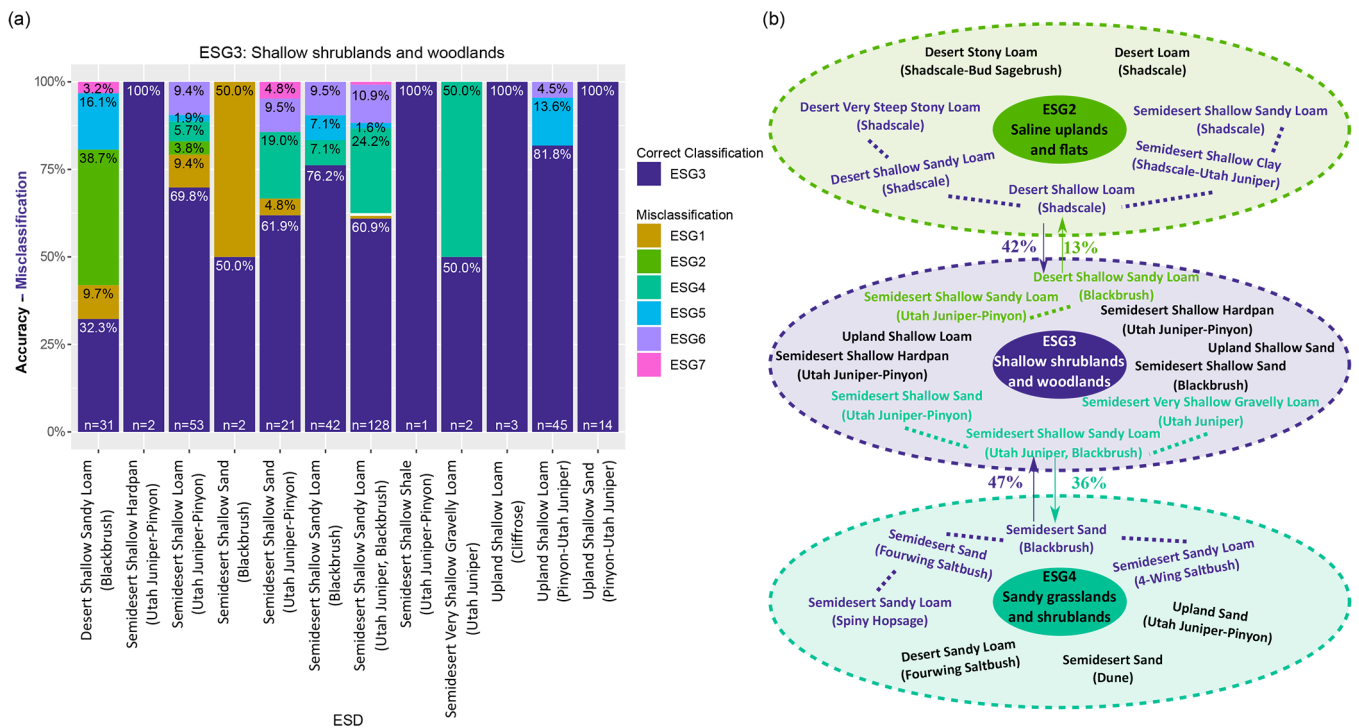 (a)
ESG3: Shallow shrublands and woodlands
Accuracy – Misclassification
100%
75%
50%
25%
0%
3.2%
16.1%
38.7%
9.7%
32.3%
n=31
100%
n=2
9.4%
1.9%
5.7%
3.8%
9.4%
69.8%
n=53
50.0%
50.0%
n=2
4.8%
9.5%
19.0%
4.8%
61.9%
n=21
9.5%
7.1%
7.1%
76.2%
n=42
10.9%
1.6%
24.2%
60.9%
n=128
100%
n=1
50.0%
50.0%
n=2
100%
n=3
4.5%
13.6%
81.8%
n=45
100%
n=14
Desert Shallow Sandy Loam
(Blackbrush)
Semidesert Shallow Hardpan
(Utah Juniper-Pinyon)
Semidesert Shallow Loam
(Utah Juniper-Pinyon)
Semidesert Shallow Sand
(Blackbrush)
Semidesert Shallow Sand
(Utah Juniper-Pinyon)
Semidesert Shallow Sandy Loam
(Blackbrush)
Semidesert Shallow Sandy Loam
(Utah Juniper, Blackbrush)
Semidesert Shallow Shale
(Utah Juniper-Pinyon)
Semidesert Very Shallow Gravelly Loam
(Utah Juniper)
Upland Shallow Loam
(Cliffrose)
Upland Shallow Loam
(Pinyon-Utah Juniper)
Upland Shallow Sand
(Pinyon-Utah Juniper)
ESD
Correct Classification
ESG3
Misclassification
ESG1
ESG2
ESG4
ESG5
ESG6
ESG7
(b)
Desert Stony Loam
(Shadscale-Bud Sagebrush)
Desert Loam
(Shadscale)
Desert Very Steep Stony Loam
(Shadscale)
ESG2
Saline uplands
and flats
Semidesert Shallow Sandy Loam
(Shadscale)
Semidesert Shallow Clay
(Shadscale-Utah Juniper)
Desert Shallow Sandy Loam
(Shadscale)
Desert Shallow Loam
(Shadscale)
42%
13%
Desert Shallow Sandy Loam
(Blackbrush)
Semidesert Shallow Sandy Loam
(Utah Juniper-Pinyon)
Semidesert Shallow Hardpan
(Utah Juniper-Pinyon)
Upland Shallow Loam
Semidesert Shallow Hardpan
(Utah Juniper-Pinyon)
ESG3
Shallow shrublands
and woodlands
Upland Shallow Sand
Semidesert Shallow Sand
(Blackbrush)
Semidesert Shallow Sand
(Utah Juniper-Pinyon)
Semidesert Very Shallow Gravelly Loam
(Utah Juniper)
Semidesert Shallow Sandy Loam
(Utah Juniper, Blackbrush)
47%
36%
Semidesert Sand
(Blackbrush)
Semidesert Sand
(Fourwing Saltbush)
Semidesert Sandy Loam
(4-Wing Saltbush)
ESG4
Sandy grasslands
and shrublands
Semidesert Sandy Loam
(Spiny Hopsage)
Upland Sand
(Utah Juniper-Pinyon)
Desert Sandy Loam
(Fourwing Saltbush)
Semidesert Sand
(Dune)